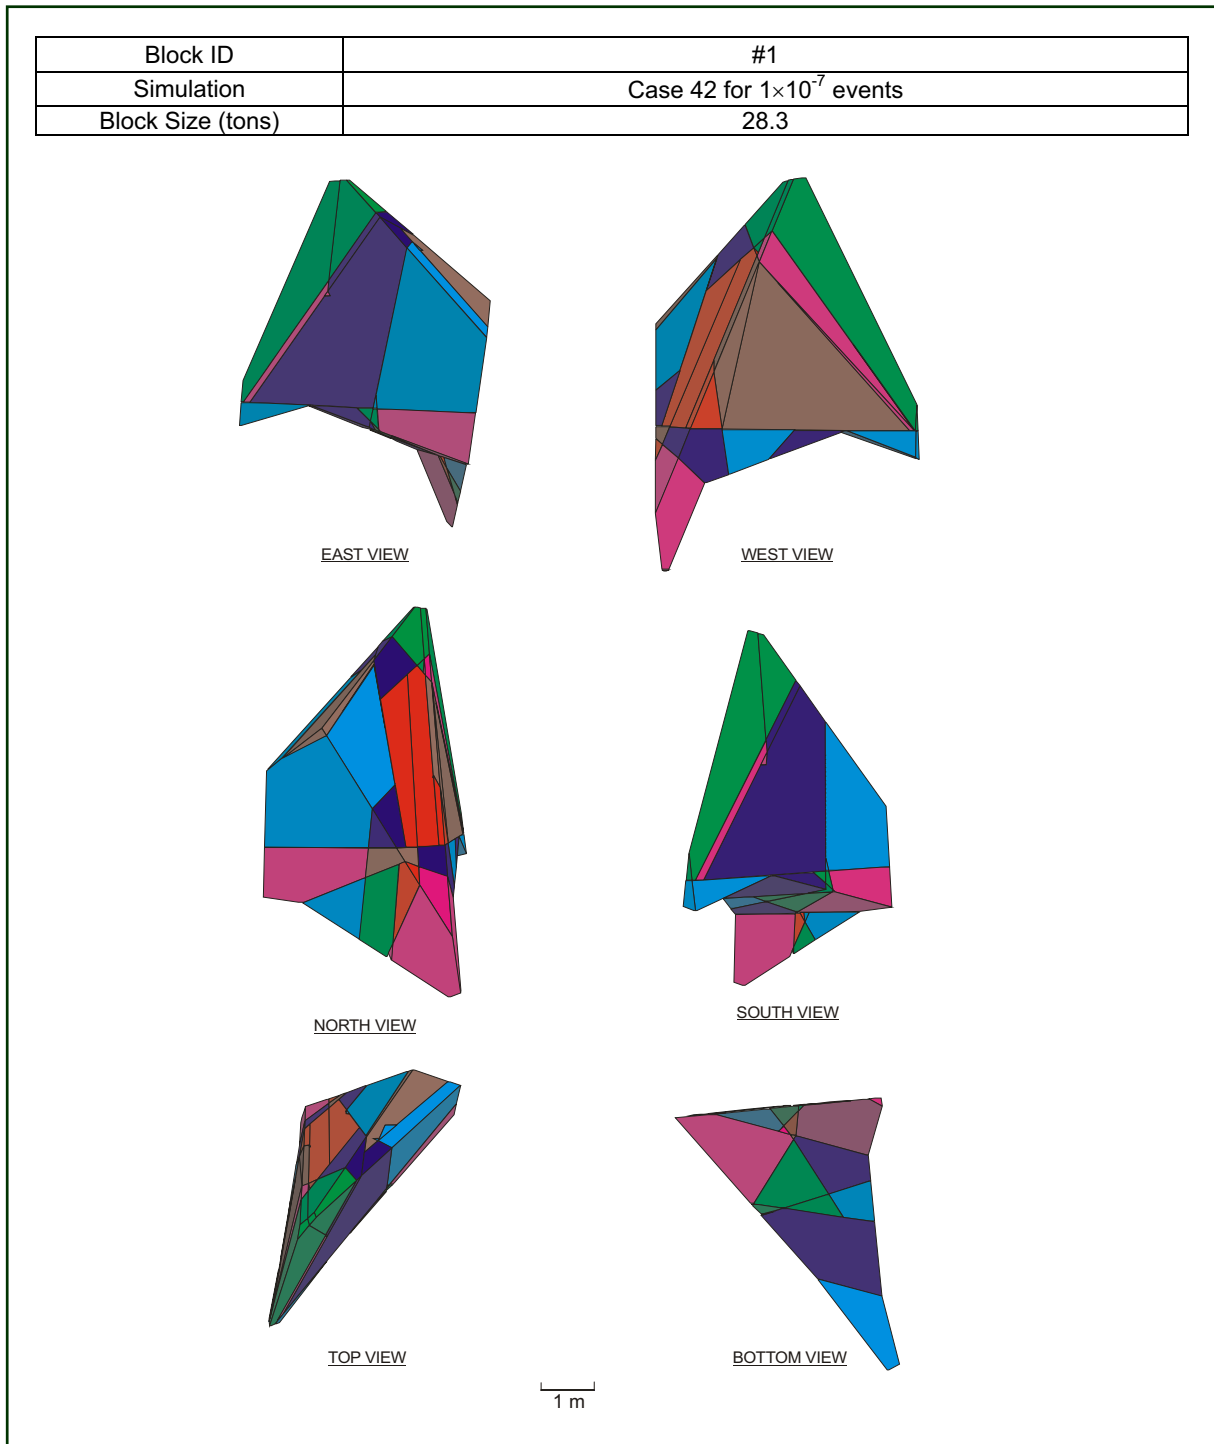 Block ID #1
Simulation Case 42 for 1×10⁻⁷ events
Block Size (tons) 28.3
EAST VIEW WEST VIEW
NORTH VIEW SOUTH VIEW
TOP VIEW BOTTOM VIEW
1 m